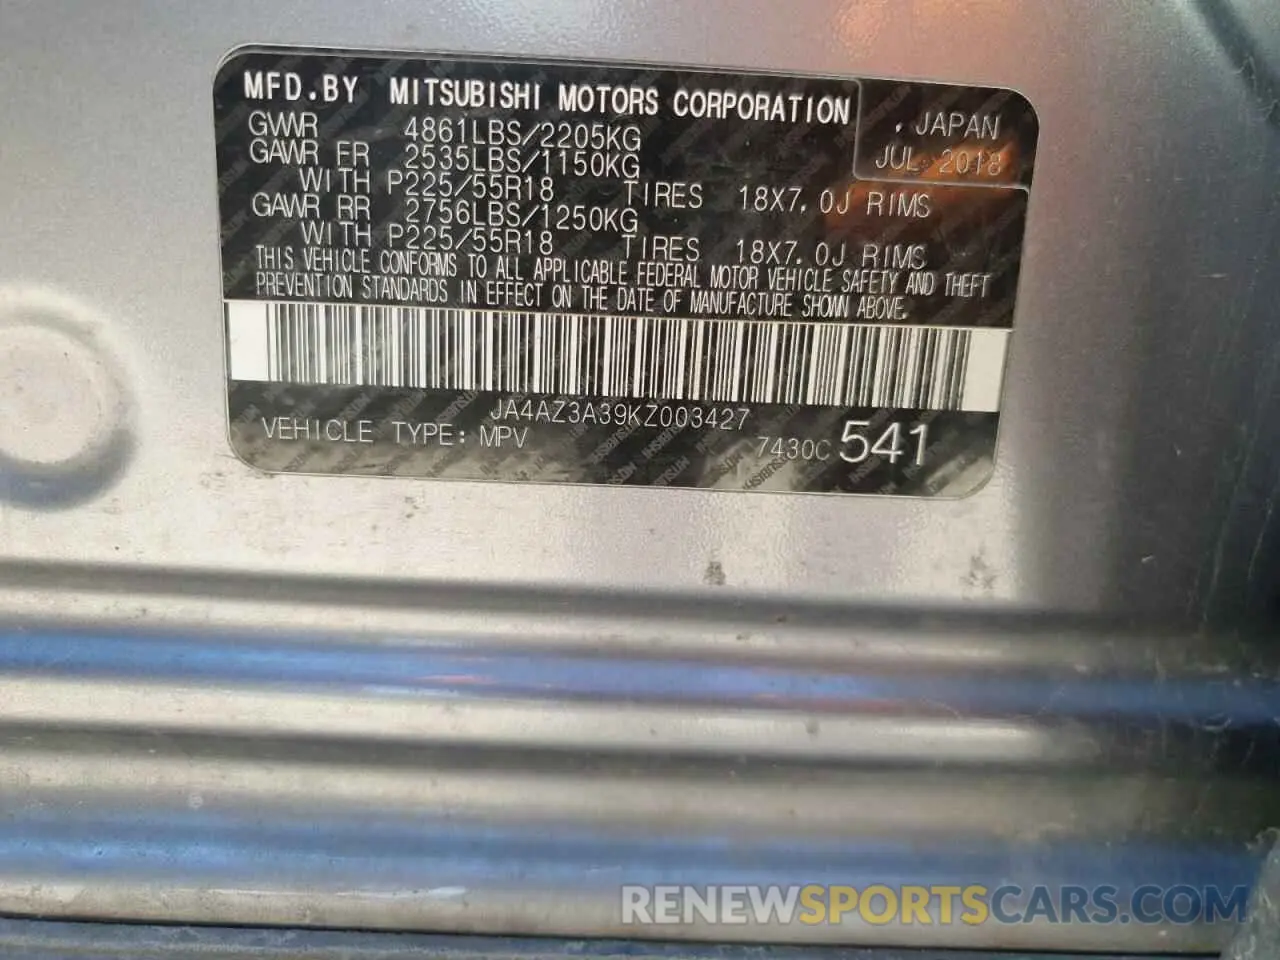 MFD.BY MITSUBISHI MOTORS CORPORATION
. JAPAN
JUL 2018
GVWR 4861LBS/2205KG
GAWR FR 2535LBS/1150KG
WITH P225/55R18 TIRES 18X7.0J RIMS
GAWR RR 2756LBS/1250KG
WITH P225/55R18 TIRES 18X7.0J RIMS
THIS VEHICLE CONFORMS TO ALL APPLICABLE FEDERAL MOTOR VEHICLE SAFETY AND THEFT
PREVENTION STANDARDS IN EFFECT ON THE DATE OF MANUFACTURE SHOWN ABOVE.
JA4AZ3A39KZ003427
VEHICLE TYPE: MPV 7430C 541
RENEWSPORTSCARS.COM